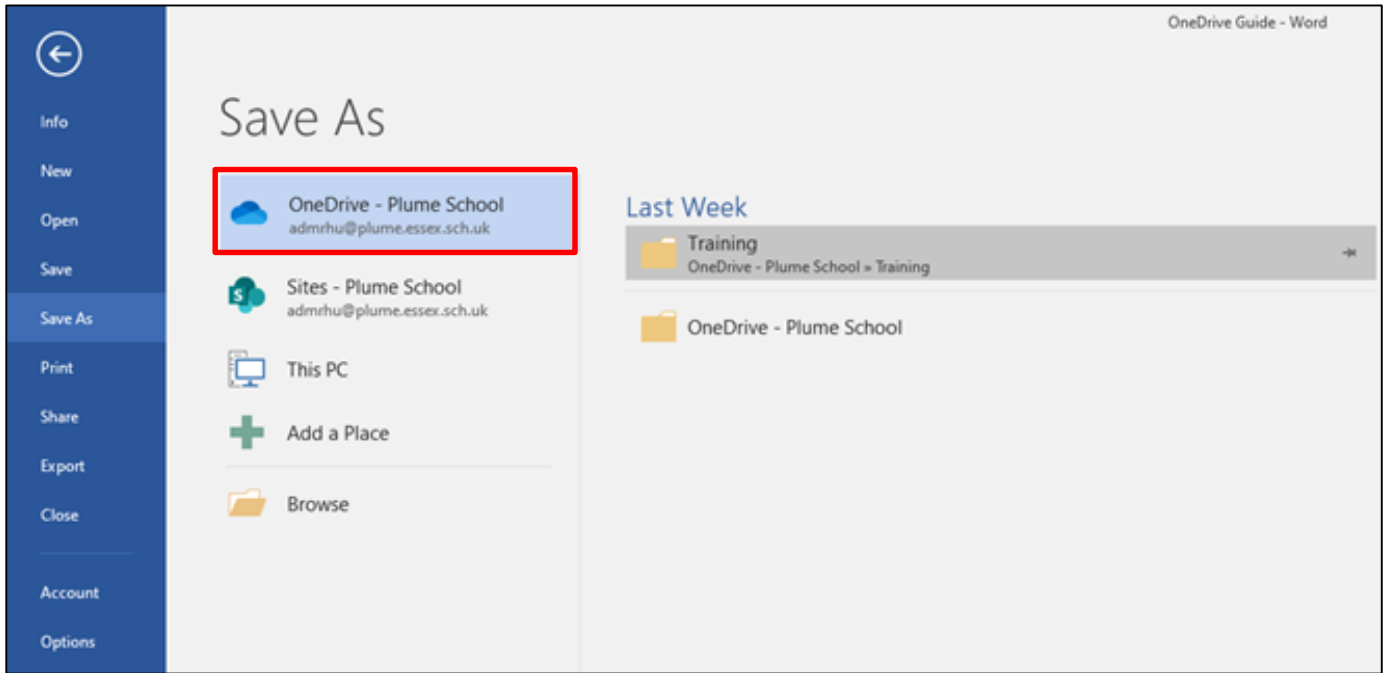 OneDrive Guide - Word
Info
New
Open
Save
Save As
Print
Share
Export
Close
Account
Options
Save As
OneDrive - Plume School
admrhu@plume.essex.sch.uk
Sites - Plume School
admrhu@plume.essex.sch.uk
This PC
Add a Place
Browse
Last Week
Training
OneDrive - Plume School » Training
OneDrive - Plume School